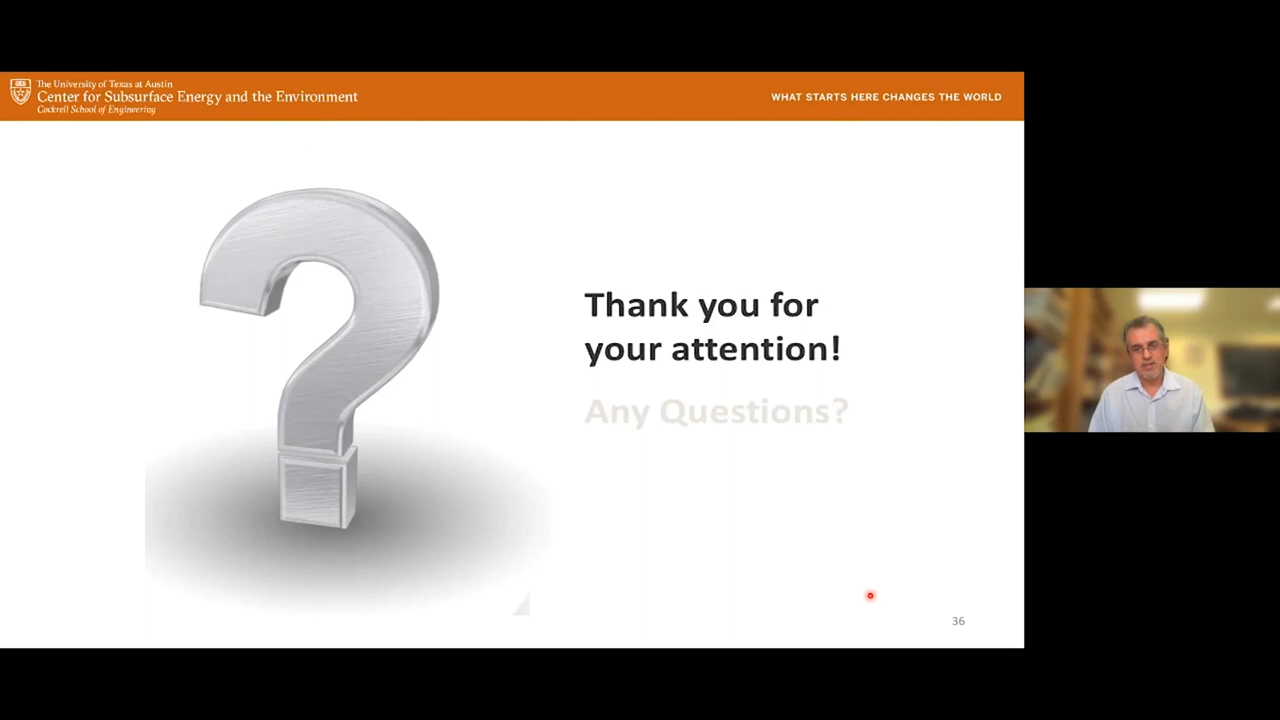 The University of Texas at Austin
Center for Subsurface Energy and the Environment
Cockrell School of Engineering
WHAT STARTS HERE CHANGES THE WORLD
Thank you for
your attention!
Any Questions?
36